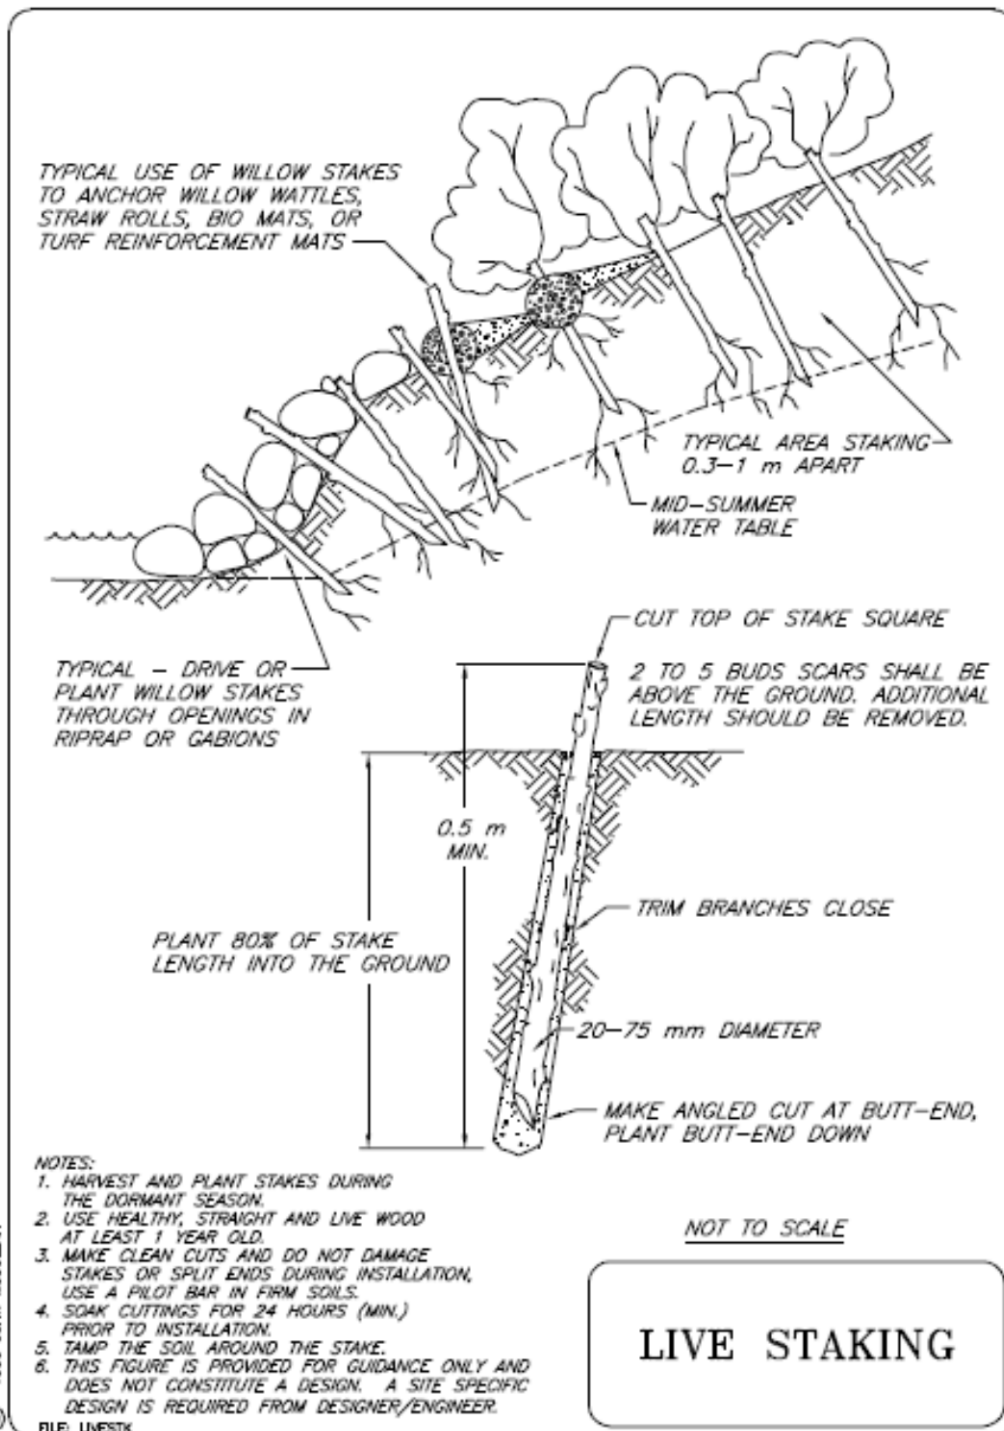 TYPICAL USE OF WILLOW STAKES
TO ANCHOR WILLOW WATTLES,
STRAW ROLLS, BIO MATS, OR
TURF REINFORCEMENT MATS
TYPICAL AREA STAKING
0.3–1 m APART
MID–SUMMER
WATER TABLE
TYPICAL – DRIVE OR
PLANT WILLOW STAKES
THROUGH OPENINGS IN
RIPRAP OR GABIONS
CUT TOP OF STAKE SQUARE
2 TO 5 BUDS SCARS SHALL BE
ABOVE THE GROUND. ADDITIONAL
LENGTH SHOULD BE REMOVED.
0.5 m
MIN.
TRIM BRANCHES CLOSE
PLANT 80% OF STAKE
LENGTH INTO THE GROUND
20–75 mm DIAMETER
MAKE ANGLED CUT AT BUTT–END,
PLANT BUTT–END DOWN
NOTES:
1. HARVEST AND PLANT STAKES DURING
THE DORMANT SEASON.
2. USE HEALTHY, STRAIGHT AND LIVE WOOD
AT LEAST 1 YEAR OLD.
3. MAKE CLEAN CUTS AND DO NOT DAMAGE
STAKES OR SPLIT ENDS DURING INSTALLATION,
USE A PILOT BAR IN FIRM SOILS.
4. SOAK CUTTINGS FOR 24 HOURS (MIN.)
PRIOR TO INSTALLATION.
5. TAMP THE SOIL AROUND THE STAKE.
6. THIS FIGURE IS PROVIDED FOR GUIDANCE ONLY AND
DOES NOT CONSTITUTE A DESIGN. A SITE SPECIFIC
DESIGN IS REQUIRED FROM DESIGNER/ENGINEER.
FILE: LIVESTK
NOT TO SCALE
LIVE STAKING